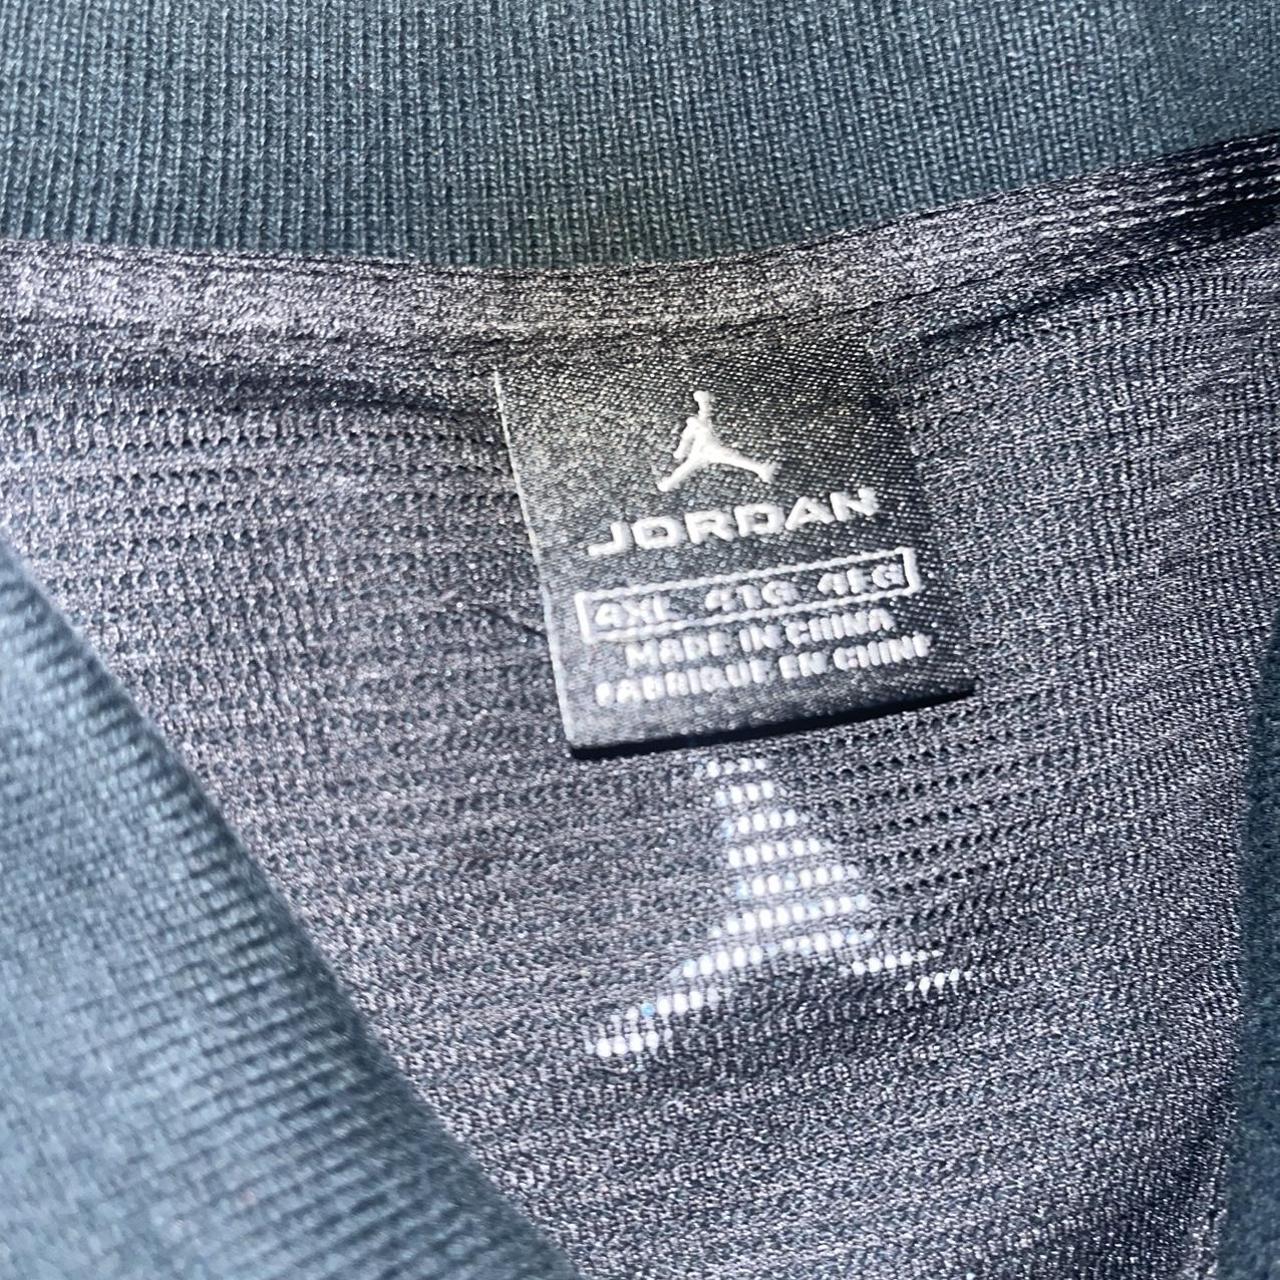 JORDAN
4XL 4TG 4EG
MADE IN CHINA
FABRIQUE EN CHINE